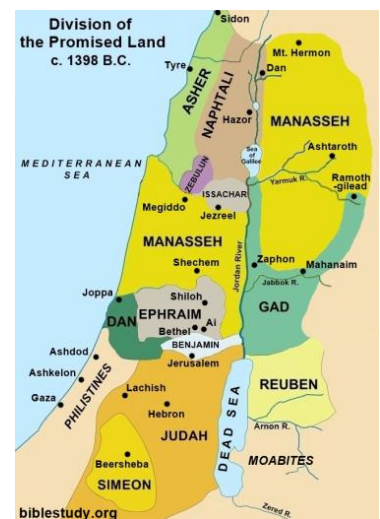 Division of
the Promised Land
c. 1398 B.C.
Sidon
Mt. Hermon
Tyre
Dan
ASHER
NAPHTALI
Hazor
MANASSEH
Sea
of
Galilee
Ashtaroth
MEDITERRANEAN
SEA
ZEBULUN
Yarmuk R.
Ramoth
-gilead
ISSACHAR
Megiddo
Jezreel
MANASSEH
Jordan River
Zaphon
Mahanaim
Shechem
Jabbok R.
Joppa
Shiloh
DAN
EPHRAIM
GAD
Bethel
Ai
BENJAMIN
Ashdod
Jerusalem
Ashkelon
PHILISTINES
Lachish
REUBEN
Gaza
Hebron
DEAD SEA
Arnon R.
JUDAH
MOABITES
Beersheba
SIMEON
Zered R.
biblestudy.org